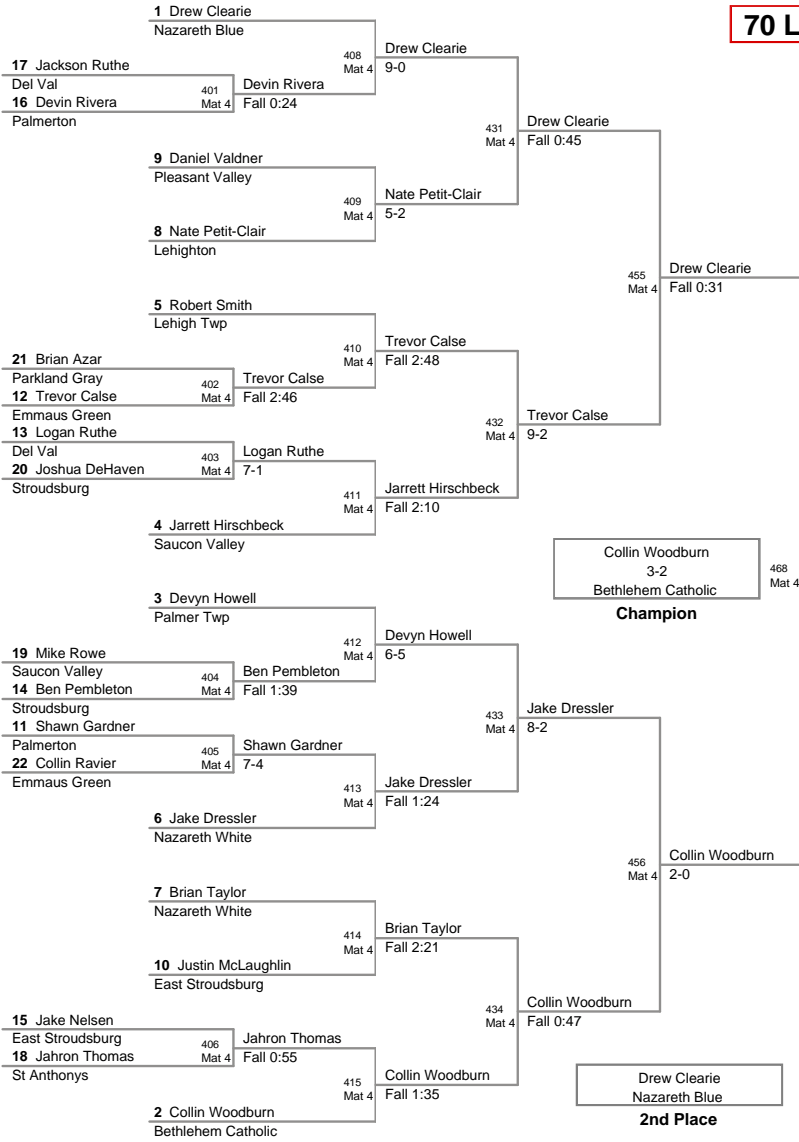 1 Drew Clearie
Nazareth Blue
70 L
408
Mat 4
Drew Clearie
9-0
17 Jackson Ruthe
Del Val
401
Mat 4
Devin Rivera
Fall 0:24
16 Devin Rivera
Palmerton
431
Mat 4
Drew Clearie
Fall 0:45
9 Daniel Valdner
Pleasant Valley
409
Mat 4
Nate Petit-Clair
5-2
8 Nate Petit-Clair
Lehighton
455
Mat 4
Drew Clearie
Fall 0:31
5 Robert Smith
Lehigh Twp
410
Mat 4
Trevor Calse
Fall 2:48
21 Brian Azar
Parkland Gray
402
Mat 4
Trevor Calse
Fall 2:46
12 Trevor Calse
Emmaus Green
432
Mat 4
Trevor Calse
9-2
13 Logan Ruthe
Del Val
403
Mat 4
Logan Ruthe
7-1
20 Joshua DeHaven
Stroudsburg
411
Mat 4
Jarrett Hirschbeck
Fall 2:10
4 Jarrett Hirschbeck
Saucon Valley
Collin Woodburn
3-2
Bethlehem Catholic
Champion
468
Mat 4
3 Devyn Howell
Palmer Twp
412
Mat 4
Devyn Howell
6-5
19 Mike Rowe
Saucon Valley
404
Mat 4
Ben Pembleton
Fall 1:39
14 Ben Pembleton
Stroudsburg
433
Mat 4
Jake Dressler
8-2
11 Shawn Gardner
Palmerton
405
Mat 4
Shawn Gardner
7-4
22 Collin Ravier
Emmaus Green
413
Mat 4
Jake Dressler
Fall 1:24
6 Jake Dressler
Nazareth White
456
Mat 4
Collin Woodburn
2-0
7 Brian Taylor
Nazareth White
414
Mat 4
Brian Taylor
Fall 2:21
10 Justin McLaughlin
East Stroudsburg
434
Mat 4
Collin Woodburn
Fall 0:47
15 Jake Nelsen
East Stroudsburg
406
Mat 4
Jahron Thomas
Fall 0:55
18 Jahron Thomas
St Anthonys
415
Mat 4
Collin Woodburn
Fall 1:35
2 Collin Woodburn
Bethlehem Catholic
Drew Clearie
Nazareth Blue
2nd Place